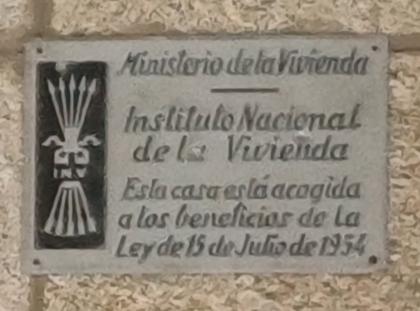 Ministerio de la Vivienda
Instituto Nacional
de la Vivienda
I.N.V
Esta casa está acogida
a los beneficios de la
Ley de 15 de Julio de 1954